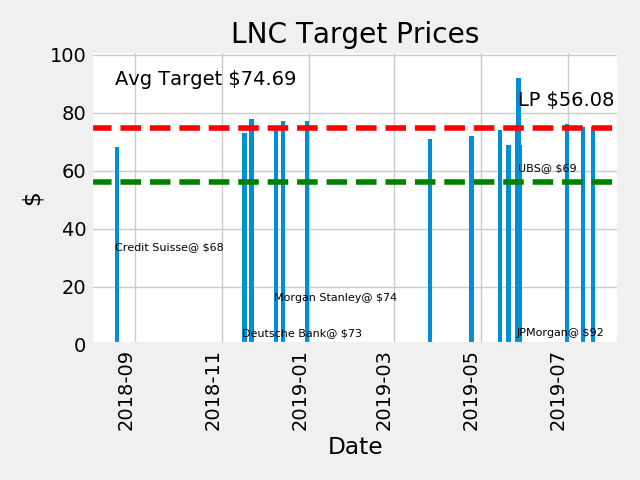 LNC Target Prices
100
Avg Target $74.69
LP $56.08
80
60
UBS@ $69
$
40
Credit Suisse@ $68
20
Morgan Stanley@ $74
Deutsche Bank@ $73
JPMorgan@ $92
0
2018-09
2018-11
2019-01
2019-03
2019-05
2019-07
Date